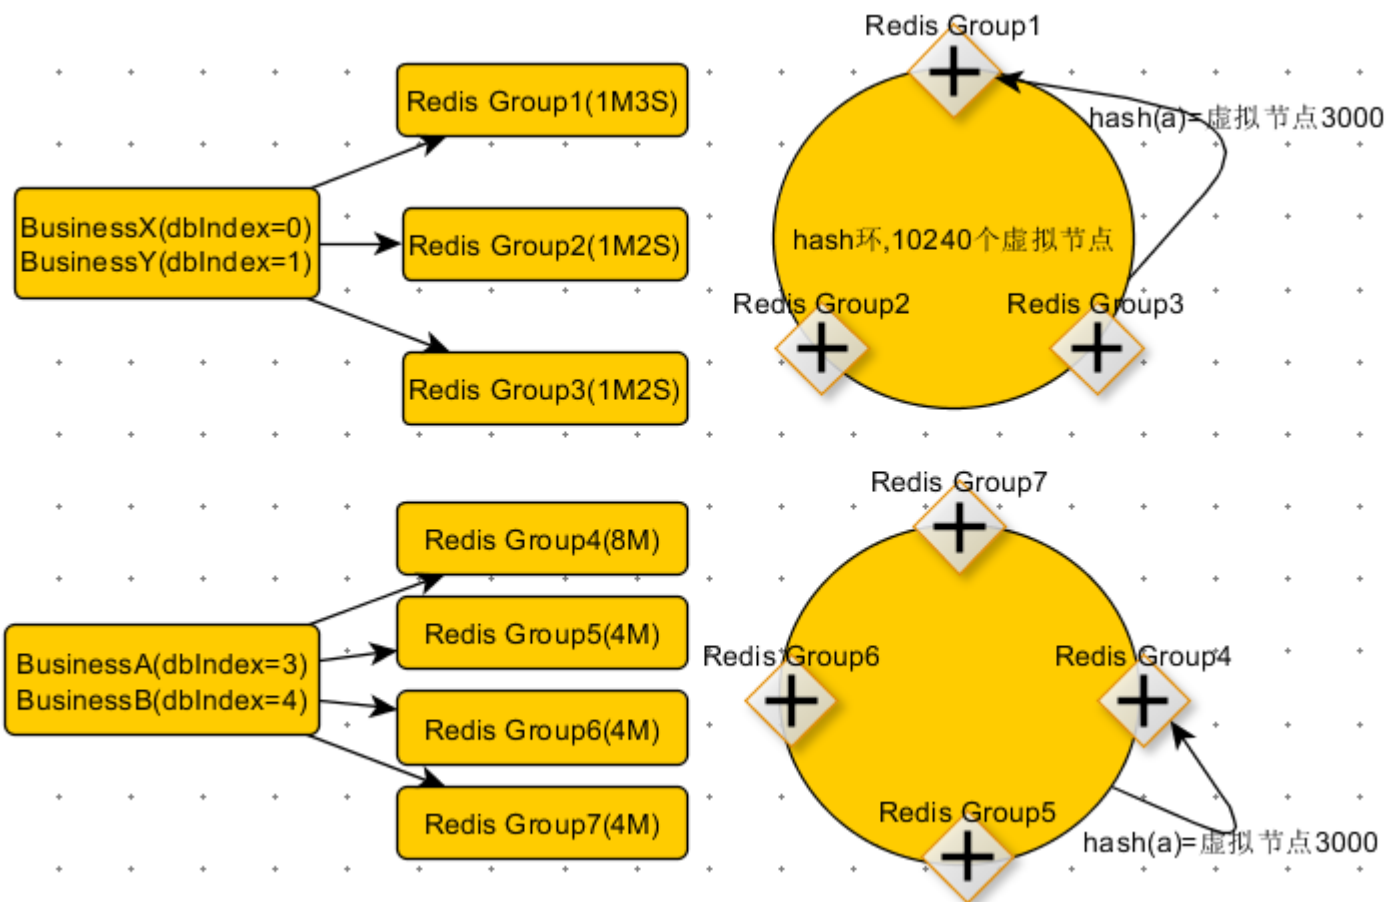 Redis Group1
Redis Group1(1M3S)
hash(a)=虚拟节点3000
BusinessX(dbIndex=0)
BusinessY(dbIndex=1)
Redis Group2(1M2S)
hash环,10240个虚拟节点
Redis Group2
Redis Group3
Redis Group3(1M2S)
Redis Group7
Redis Group4(8M)
Redis Group5(4M)
BusinessA(dbIndex=3)
BusinessB(dbIndex=4)
Redis Group6
Redis Group4
Redis Group6(4M)
Redis Group7(4M)
Redis Group5
hash(a)=虚拟节点3000